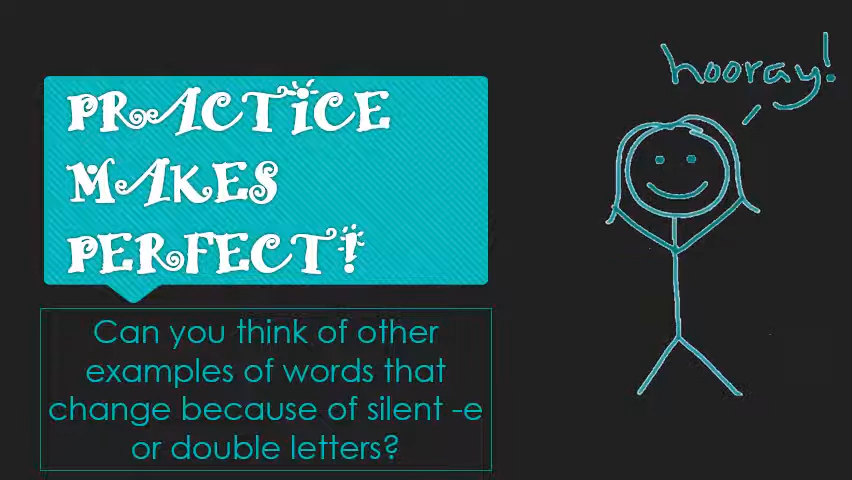 PRACTICE
MAKES
PERFECT!
hooray!
Can you think of other
examples of words that
change because of silent -e
or double letters?